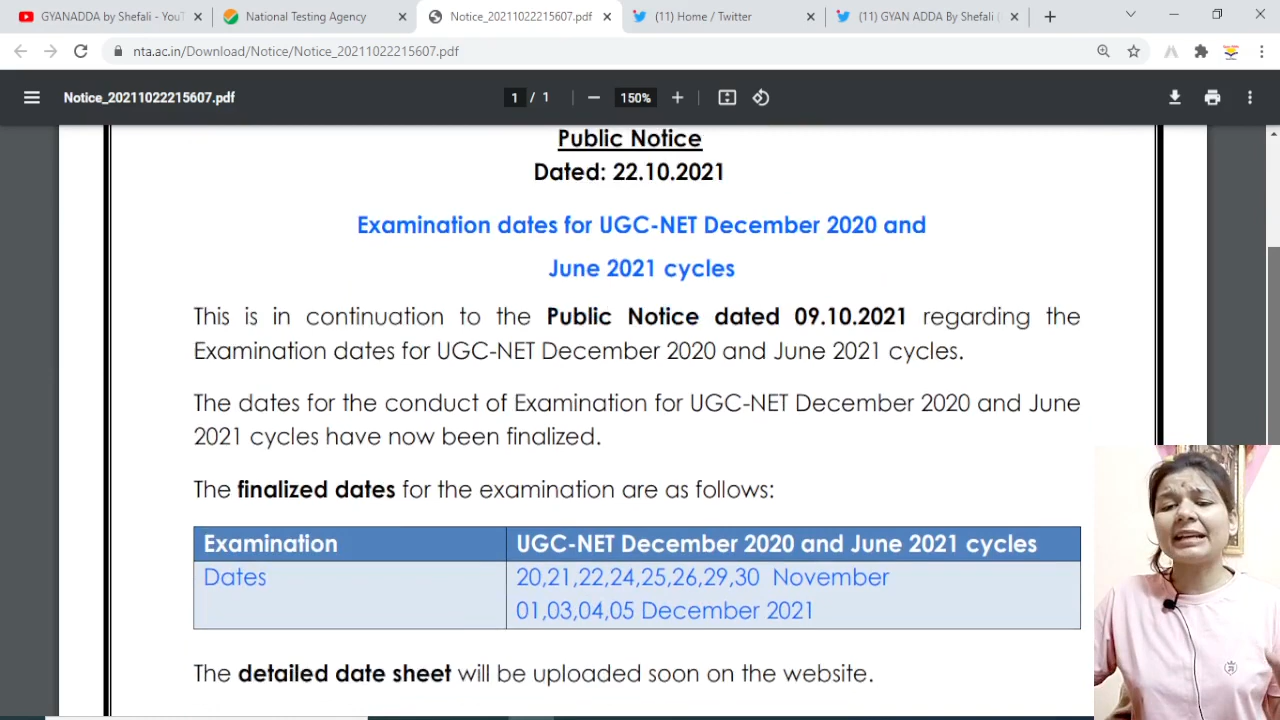 GYANADDA by Shefali - YouT
National Testing Agency
Notice_20211022215607.pdf
(11) Home / Twitter
(11) GYAN ADDA By Shefali (
nta.ac.in/Download/Notice/Notice_20211022215607.pdf
Notice_20211022215607.pdf
1 / 1
150%
Public Notice
Dated: 22.10.2021
Examination dates for UGC-NET December 2020 and
June 2021 cycles
This is in continuation to the Public Notice dated 09.10.2021 regarding the
Examination dates for UGC-NET December 2020 and June 2021 cycles.
The dates for the conduct of Examination for UGC-NET December 2020 and June
2021 cycles have now been finalized.
The finalized dates for the examination are as follows:
Examination
UGC-NET December 2020 and June 2021 cycles
Dates
20,21,22,24,25,26,29,30 November
01,03,04,05 December 2021
The detailed date sheet will be uploaded soon on the website.